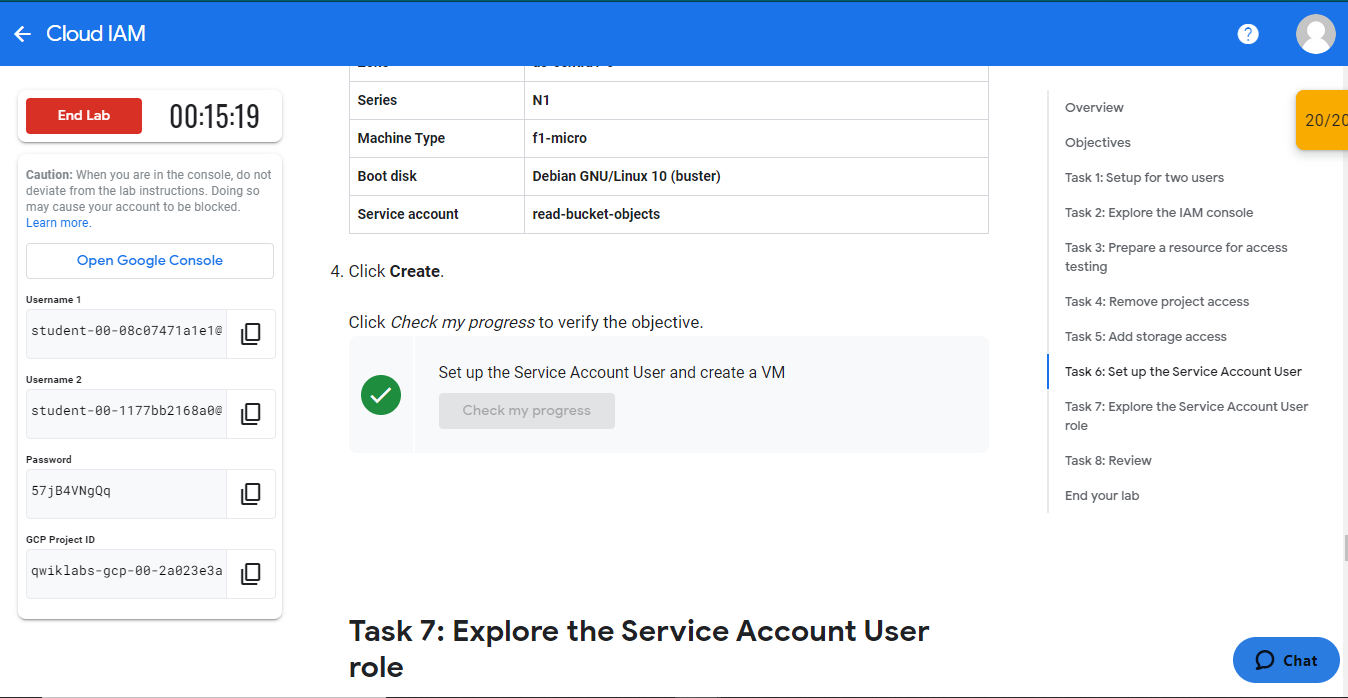 Cloud IAM
?
End Lab
00:15:19
Caution: When you are in the console, do not
deviate from the lab instructions. Doing so
may cause your account to be blocked.
Learn more.
Open Google Console
Username 1
student-00-08c07471a1e1@
Username 2
student-00-1177bb2168a0@
Password
57jB4VNgQq
GCP Project ID
qwiklabs-gcp-00-2a023e3a
Series N1
Machine Type f1-micro
Boot disk Debian GNU/Linux 10 (buster)
Service account read-bucket-objects
4. Click Create.
Click Check my progress to verify the objective.
Set up the Service Account User and create a VM
Check my progress
Task 7: Explore the Service Account User
role
Overview
Objectives
Task 1: Setup for two users
Task 2: Explore the IAM console
Task 3: Prepare a resource for access
testing
Task 4: Remove project access
Task 5: Add storage access
Task 6: Set up the Service Account User
Task 7: Explore the Service Account User
role
Task 8: Review
End your lab
20/20
Chat